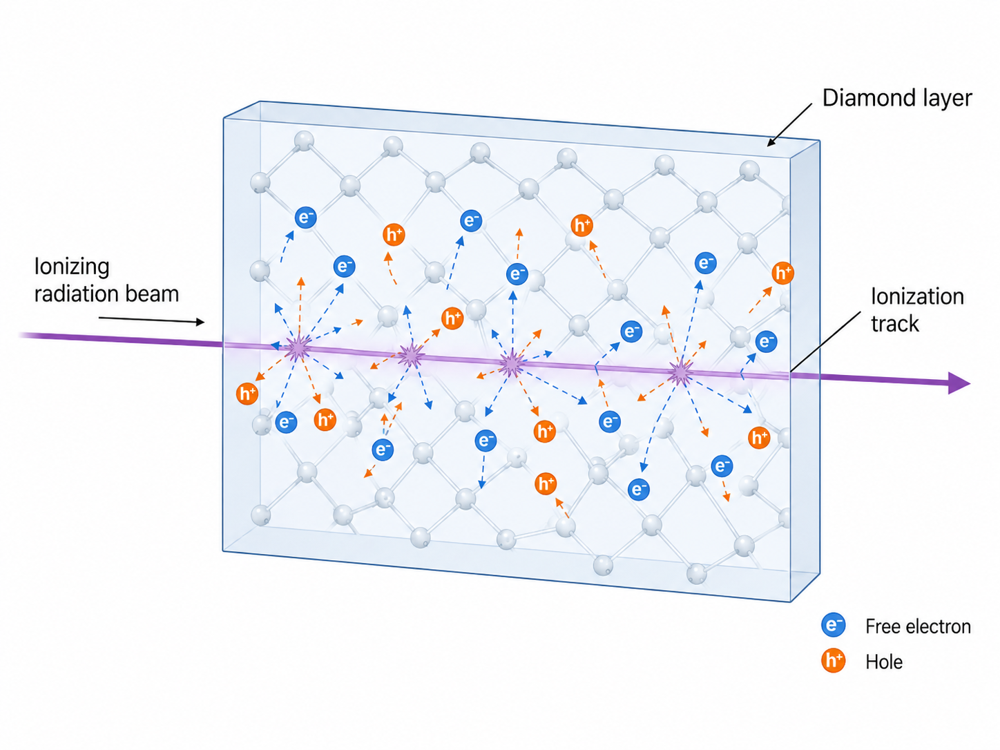 Diamond layer
Ionizing
radiation beam
Ionization
track
e⁻
h⁺
e⁻
h⁺
e⁻
e⁻
e⁻
h⁺
h⁺
e⁻
e⁻
h⁺
e⁻
h⁺
e⁻
e⁻
e⁻
h⁺
h⁺
e⁻
e⁻
h⁺
e⁻
h⁺
e⁻ Free electron
h⁺ Hole